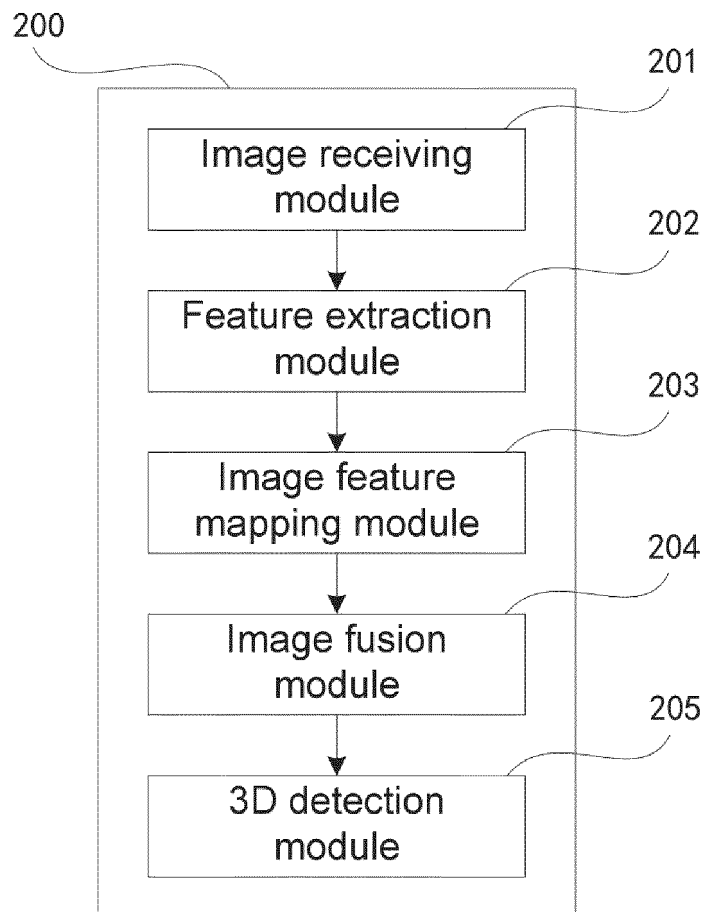 200
201
Image receiving
module
202
Feature extraction
module
203
Image feature
mapping module
204
Image fusion
module
205
3D detection
module